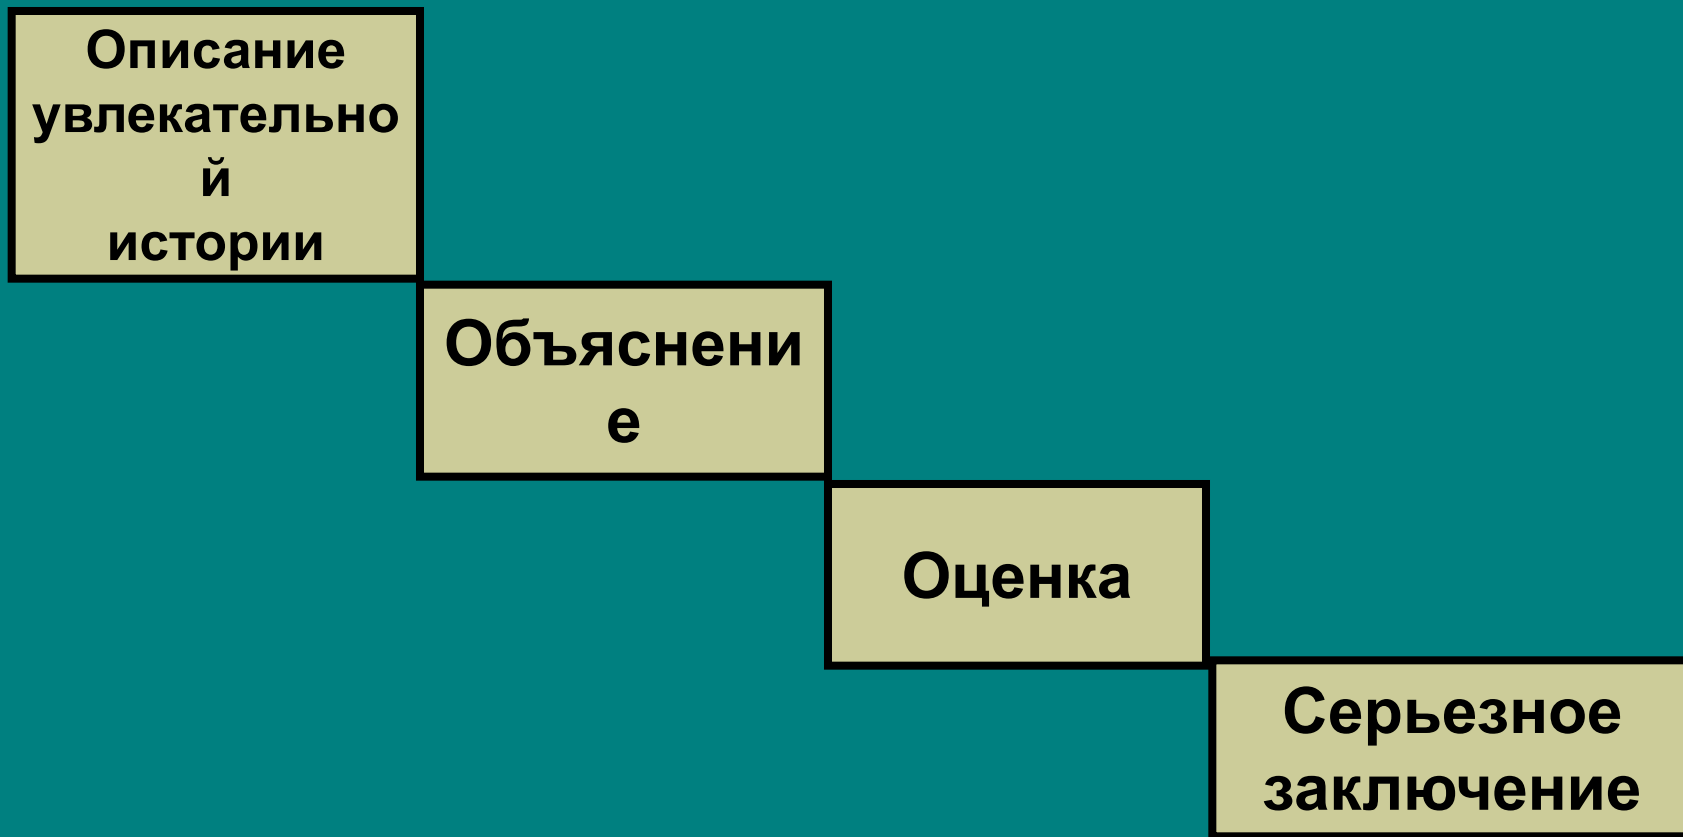 Описание
увлекательно
й
истории
Объяснени
е
Оценка
Серьезное
заключение